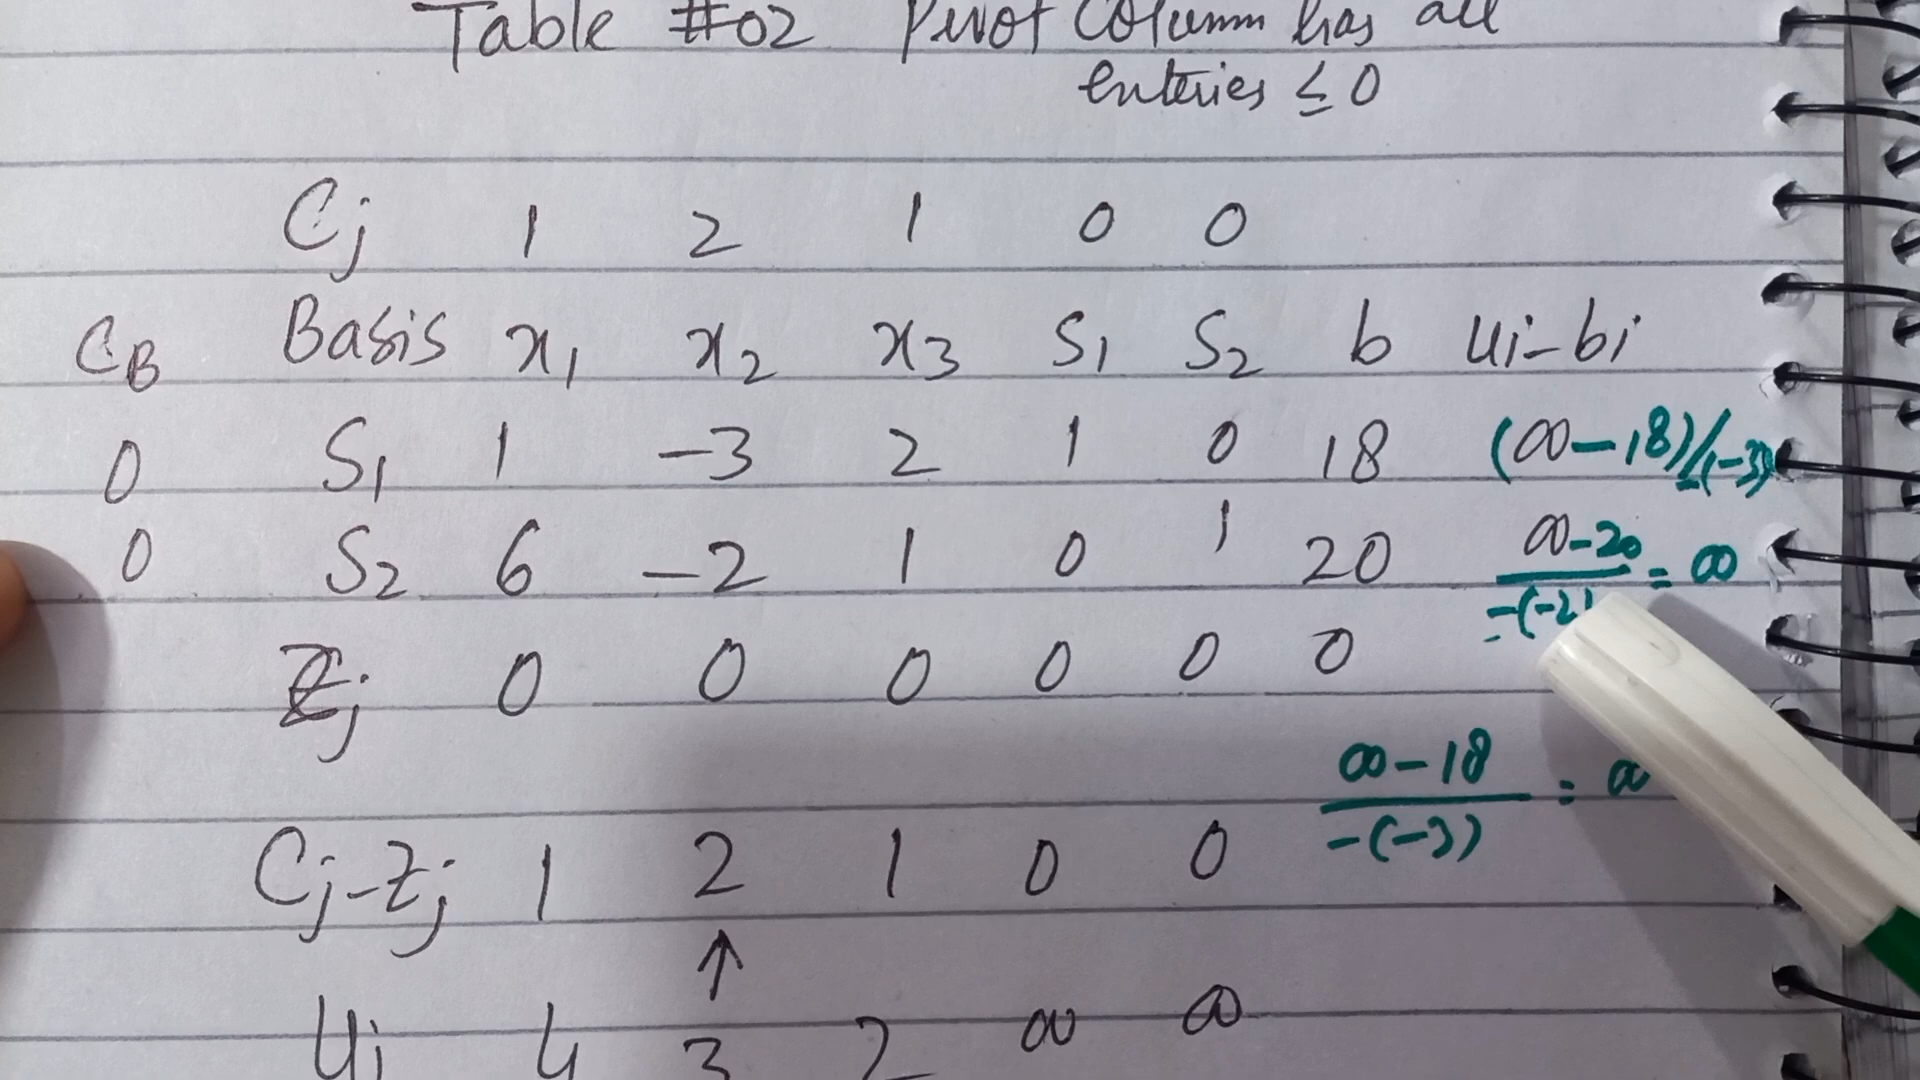 Table #02 Pivot Column has all
enteries ≤ 0
Cj 1 2 1 0 0
CB Basis x1 x2 x3 S1 S2 b ui-bi
0 S1 1 -3 2 1 0 18 (∞-18)/-(-3)
0 S2 6 -2 1 0 1 20 ∞-20/-(-2) = ∞
Zj 0 0 0 0 0 0
∞-18/-(-3) = ∞
Cj-Zj 1 2 1 0 0
↑
Uj 4 3 2 ∞ ∞